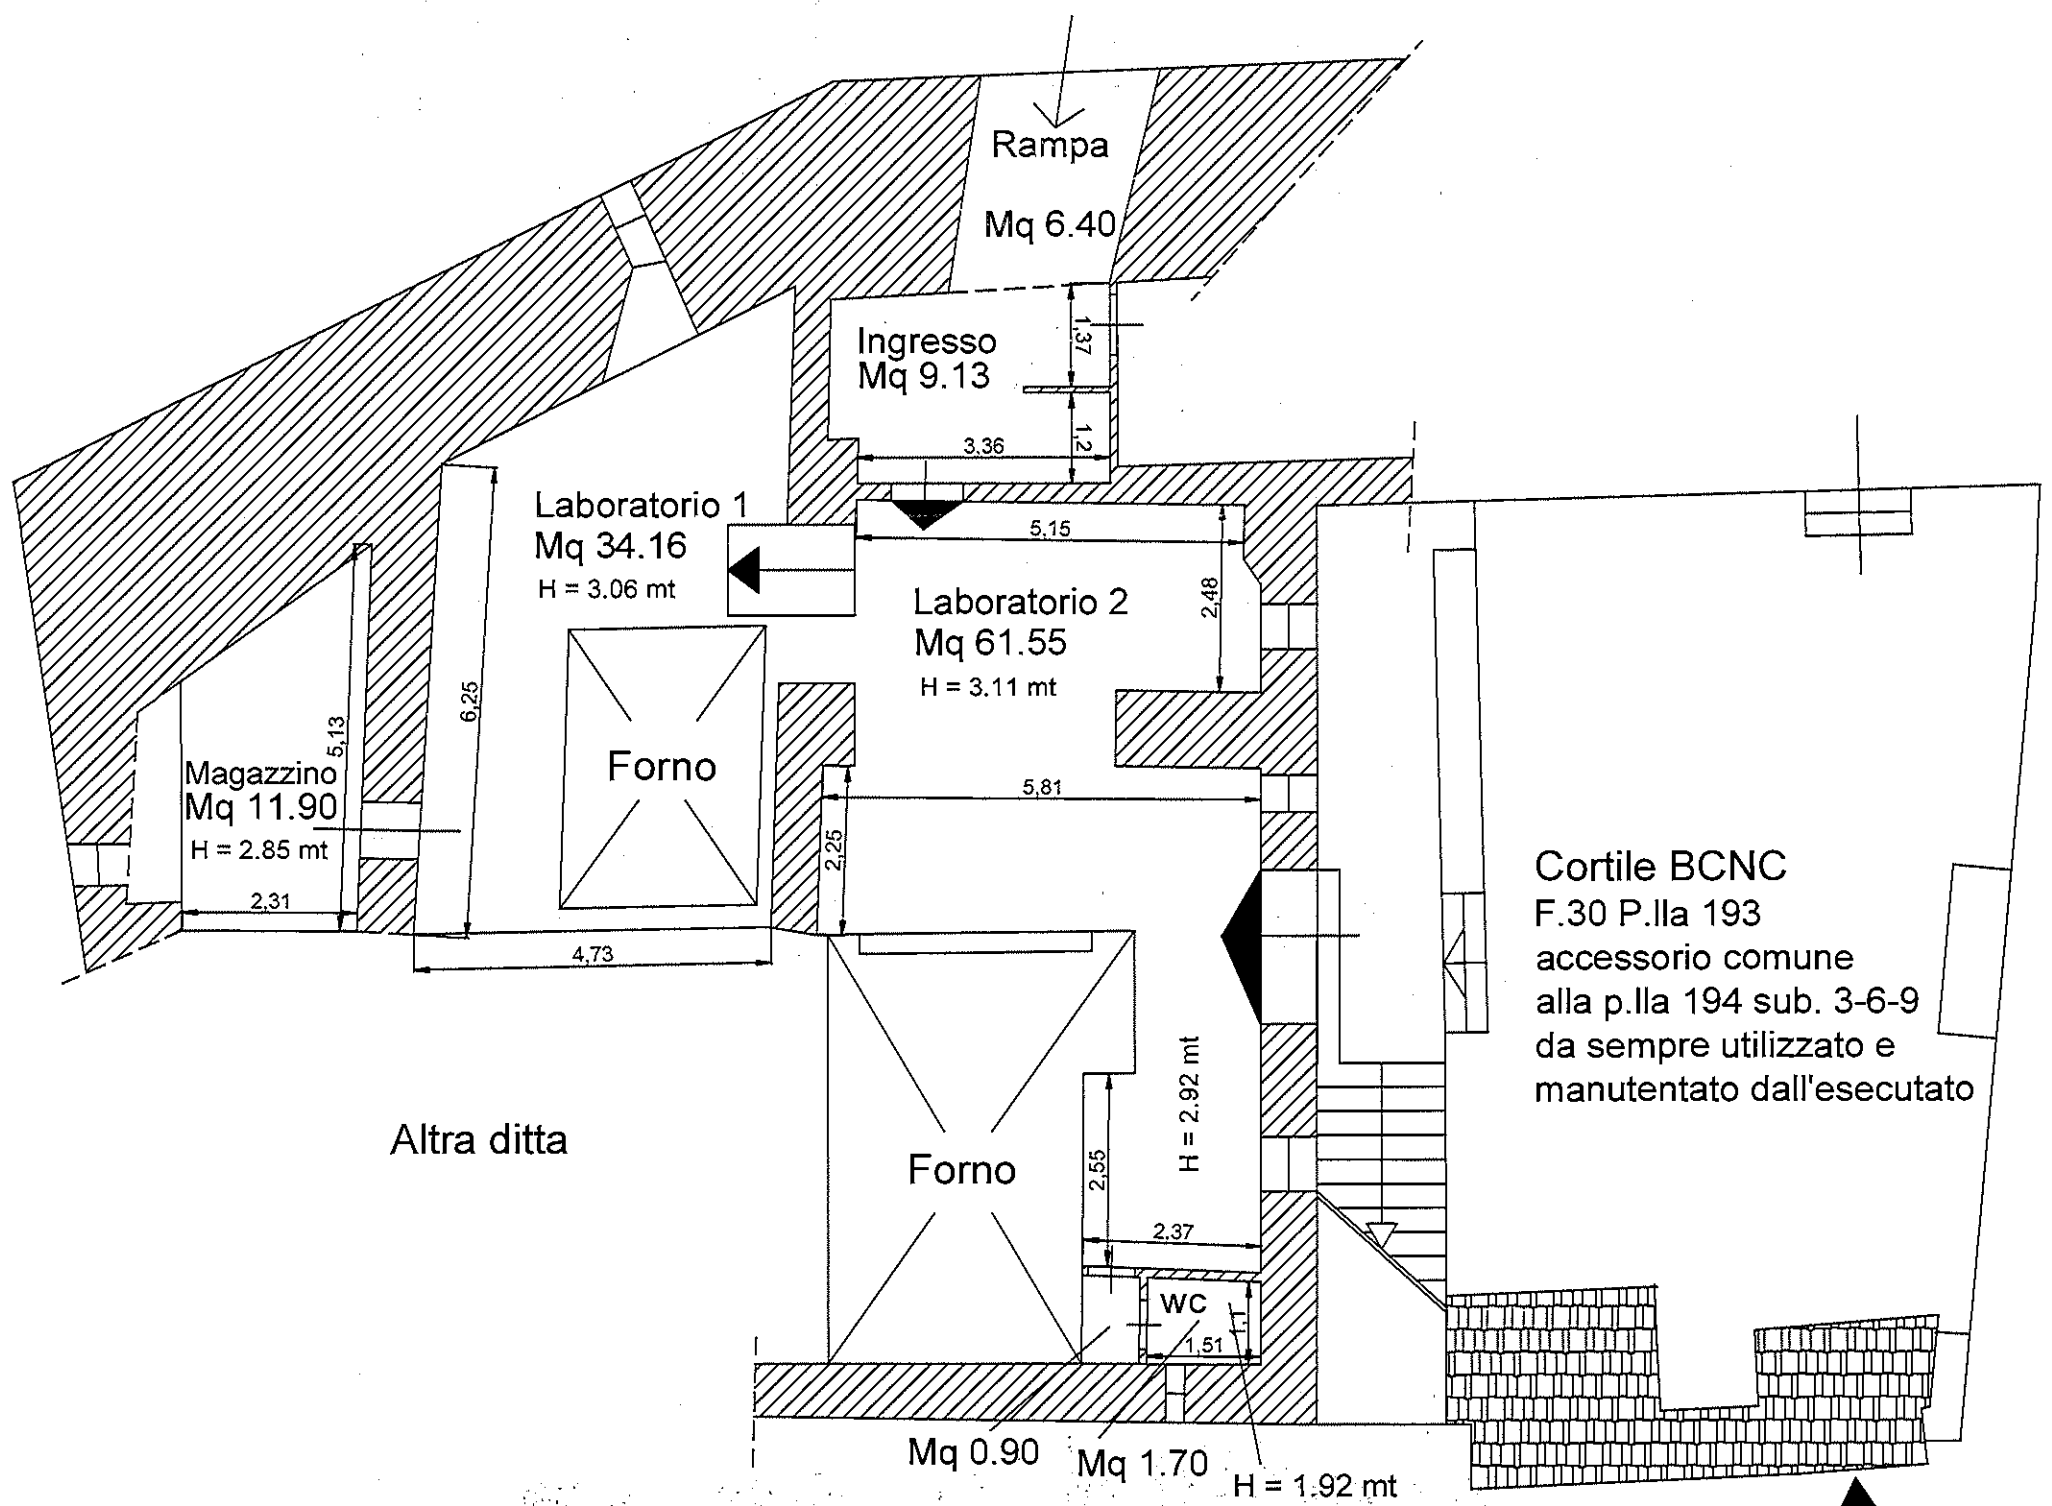 Rampa
Mq 6.40
Ingresso
Mq 9.13
1,37
1,2
3,36
Laboratorio 1
Mq 34.16
H = 3.06 mt
5,15
2,48
Laboratorio 2
Mq 61.55
H = 3.11 mt
6,25
5,13
Forno
Magazzino
Mq 11.90
H = 2.85 mt
5,81
2,25
2,31
4,73
Cortile BCNC
F.30 P.lla 193
accessorio comune
alla p.lla 194 sub. 3-6-9
da sempre utilizzato e
manutentato dall'esecutato
H = 2.92 mt
Altra ditta
Forno
2,55
2,37
WC
1,1
1,51
Mq 0.90
Mq 1.70
H = 1.92 mt